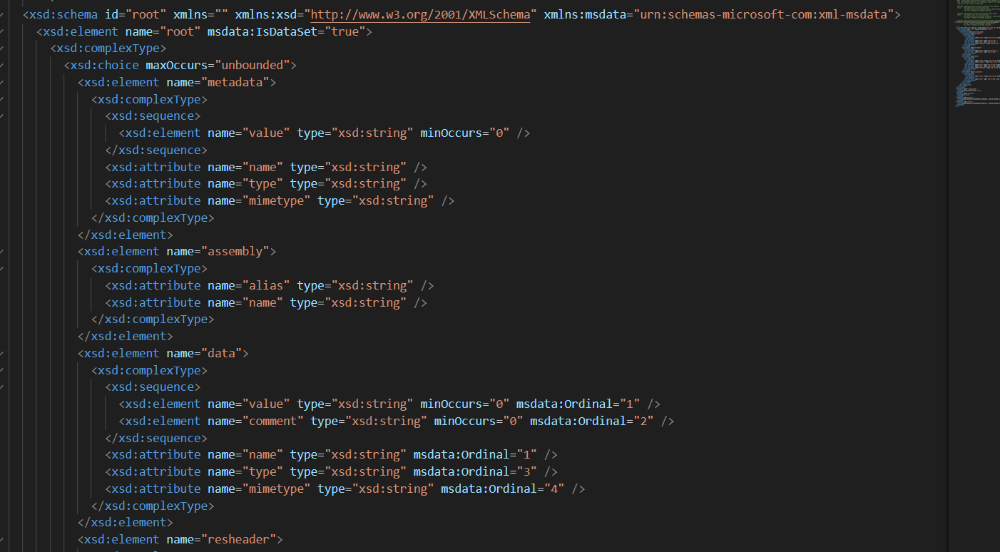 <xsd:schema id="root" xmlns="" xmlns:xsd="http://www.w3.org/2001/XMLSchema" xmlns:msdata="urn:schemas-microsoft-com:xml-msdata">
<xsd:element name="root" msdata:IsDataSet="true">
<xsd:complexType>
<xsd:choice maxOccurs="unbounded">
<xsd:element name="metadata">
<xsd:complexType>
<xsd:sequence>
<xsd:element name="value" type="xsd:string" minOccurs="0" />
</xsd:sequence>
<xsd:attribute name="name" type="xsd:string" />
<xsd:attribute name="type" type="xsd:string" />
<xsd:attribute name="mimetype" type="xsd:string" />
</xsd:complexType>
</xsd:element>
<xsd:element name="assembly">
<xsd:complexType>
<xsd:attribute name="alias" type="xsd:string" />
<xsd:attribute name="name" type="xsd:string" />
</xsd:complexType>
</xsd:element>
<xsd:element name="data">
<xsd:complexType>
<xsd:sequence>
<xsd:element name="value" type="xsd:string" minOccurs="0" msdata:Ordinal="1" />
<xsd:element name="comment" type="xsd:string" minOccurs="0" msdata:Ordinal="2" />
</xsd:sequence>
<xsd:attribute name="name" type="xsd:string" msdata:Ordinal="1" />
<xsd:attribute name="type" type="xsd:string" msdata:Ordinal="3" />
<xsd:attribute name="mimetype" type="xsd:string" msdata:Ordinal="4" />
</xsd:complexType>
</xsd:element>
<xsd:element name="resheader">